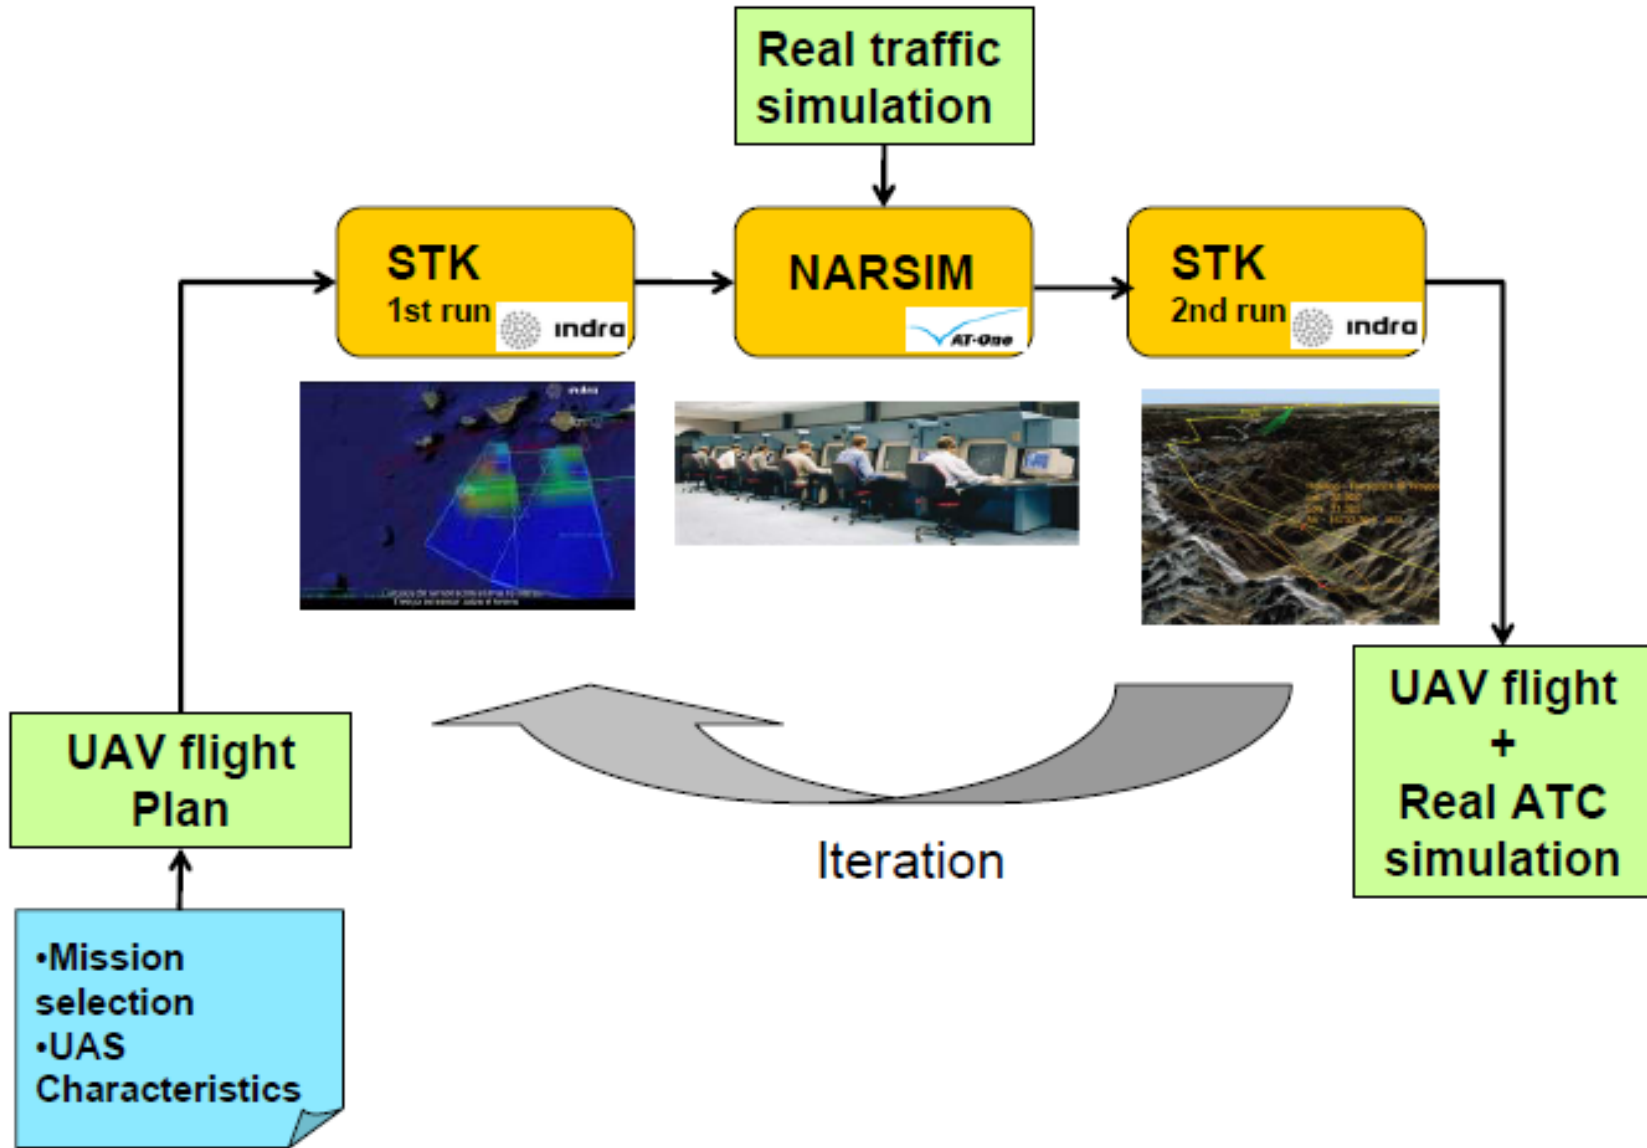 Real traffic
simulation
STK
1st run
indra
NARSIM
AT-One
STK
2nd run
indra
indra
UAV flight
Plan
•Mission
selection
•UAS
Characteristics
Iteration
UAV flight
+
Real ATC
simulation